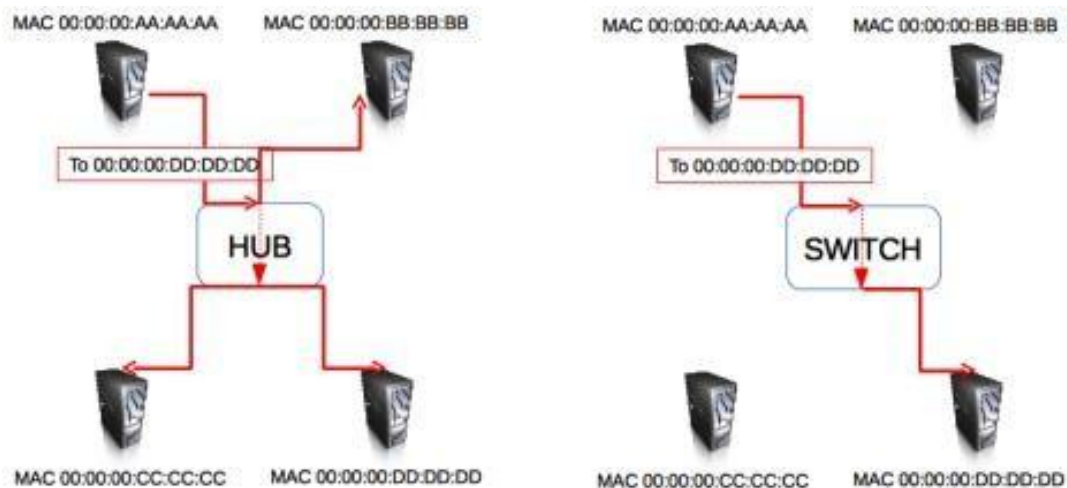 MAC 00:00:00:AA:AA:AA
MAC 00:00:00:BB:BB:BB
To 00:00:00:DD:DD:DD
HUB
MAC 00:00:00:CC:CC:CC
MAC 00:00:00:DD:DD:DD
MAC 00:00:00:AA:AA:AA
MAC 00:00:00:BB:BB:BB
To 00:00:00:DD:DD:DD
SWITCH
MAC 00:00:00:CC:CC:CC
MAC 00:00:00:DD:DD:DD